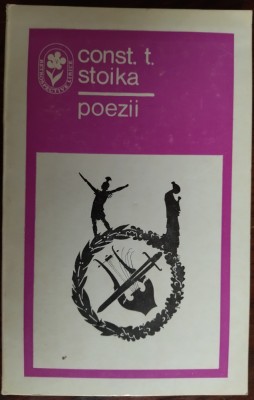 const. t.
stoika
poezii